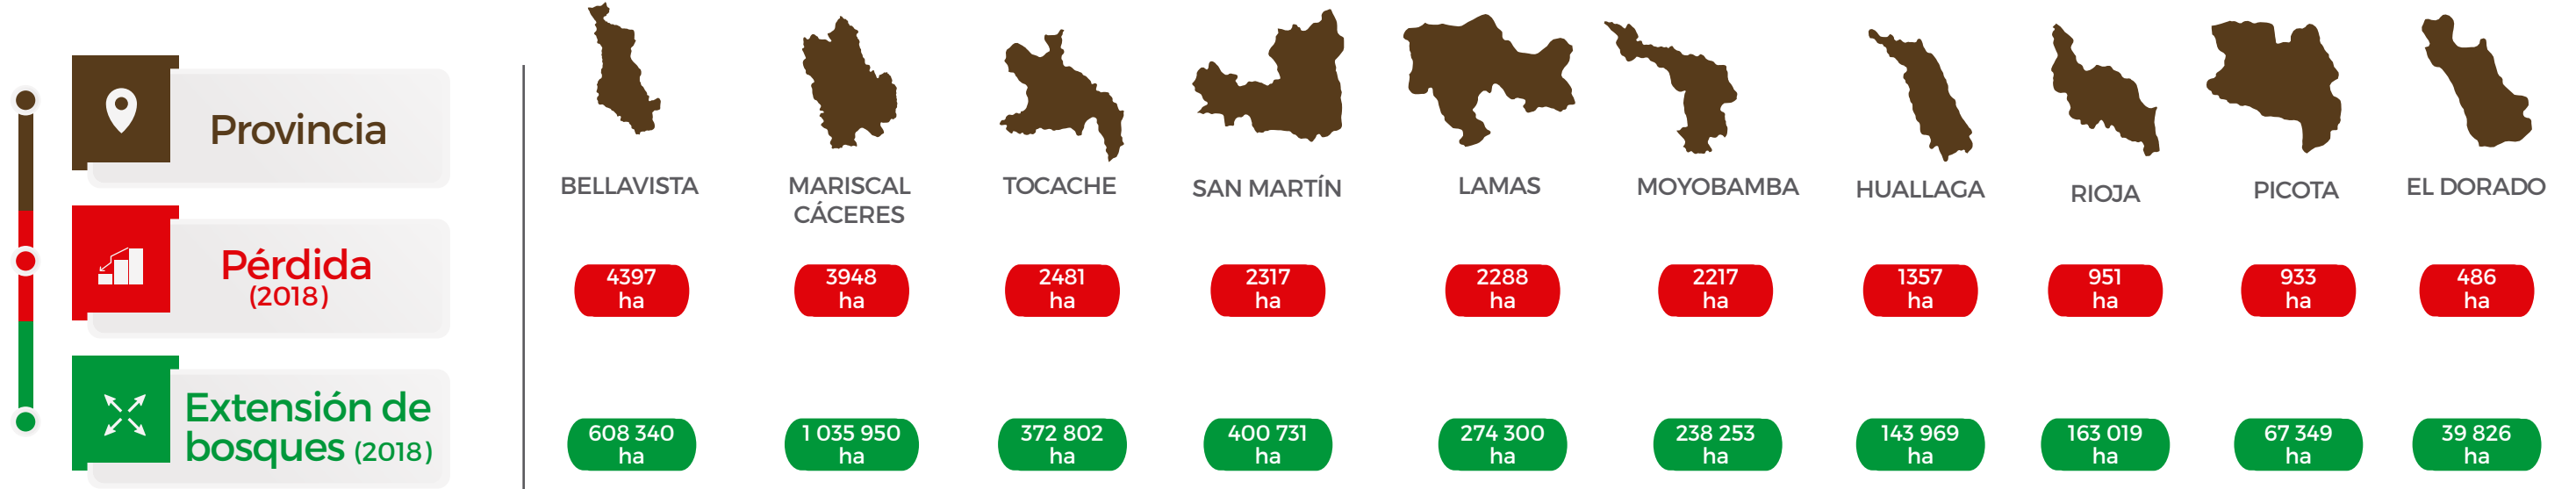 Provincia
BELLAVISTA
MARISCAL
CÁCERES
TOCACHE
SAN MARTÍN
LAMAS
MOYOBAMBA
HUALLAGA
RIOJA
PICOTA
EL DORADO
Pérdida
(2018)
4397
ha
3948
ha
2481
ha
2317
ha
2288
ha
2217
ha
1357
ha
951
ha
933
ha
486
ha
Extensión de
bosques (2018)
608 340
ha
1 035 950
ha
372 802
ha
400 731
ha
274 300
ha
238 253
ha
143 969
ha
163 019
ha
67 349
ha
39 826
ha